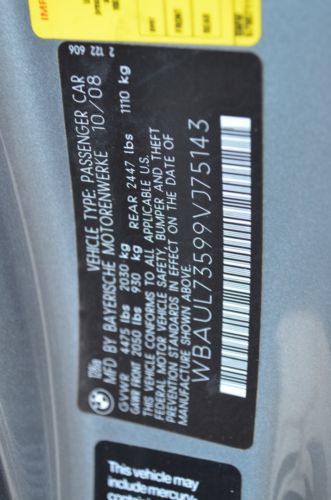 FRONT
2 122 606
VEHICLE TYPE: PASSENGER CAR
MFD BY BAYERISCHE MOTORENWERKE 10/08
GVWR 4475 lbs 2030 kg
GAWR FRONT 2050 lbs 930 kg REAR 2447 lbs 1110 kg
THIS VEHICLE CONFORMS TO ALL APPLICABLE U.S.
FEDERAL MOTOR VEHICLE SAFETY, BUMPER AND THEFT
PREVENTION STANDARDS IN EFFECT ON THE DATE OF
MANUFACTURE SHOWN ABOVE.
WBAUL73599VJ75143
This vehicle may
include mercury